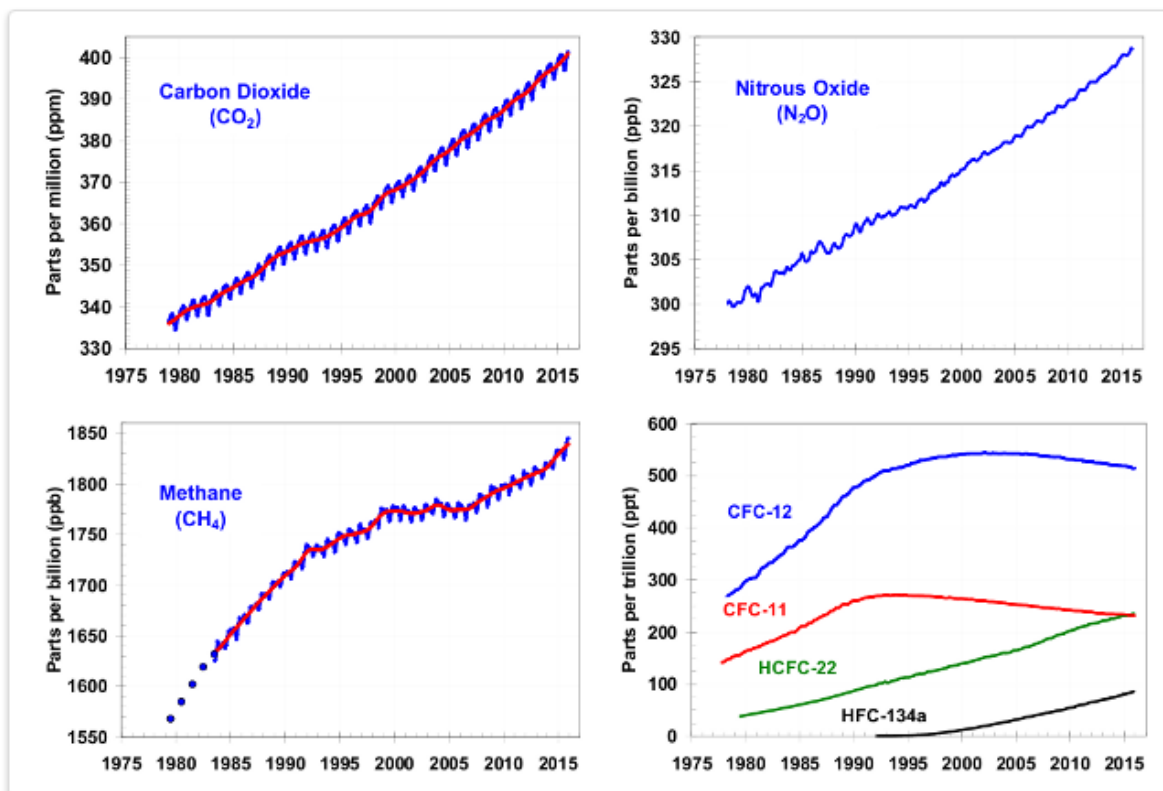 400
390
380
370
360
350
340
330
Parts per million (ppm)
Carbon Dioxide
(CO₂)
1975 1980 1985 1990 1995 2000 2005 2010 2015
330
325
320
315
310
305
300
295
Parts per billion (ppb)
Nitrous Oxide
(N₂O)
1975 1980 1985 1990 1995 2000 2005 2010 2015
1850
1800
1750
1700
1650
1600
1550
Parts per billion (ppb)
Methane
(CH₄)
1975 1980 1985 1990 1995 2000 2005 2010 2015
600
500
400
300
200
100
0
Parts per trillion (ppt)
CFC-12
CFC-11
HCFC-22
HFC-134a
1975 1980 1985 1990 1995 2000 2005 2010 2015